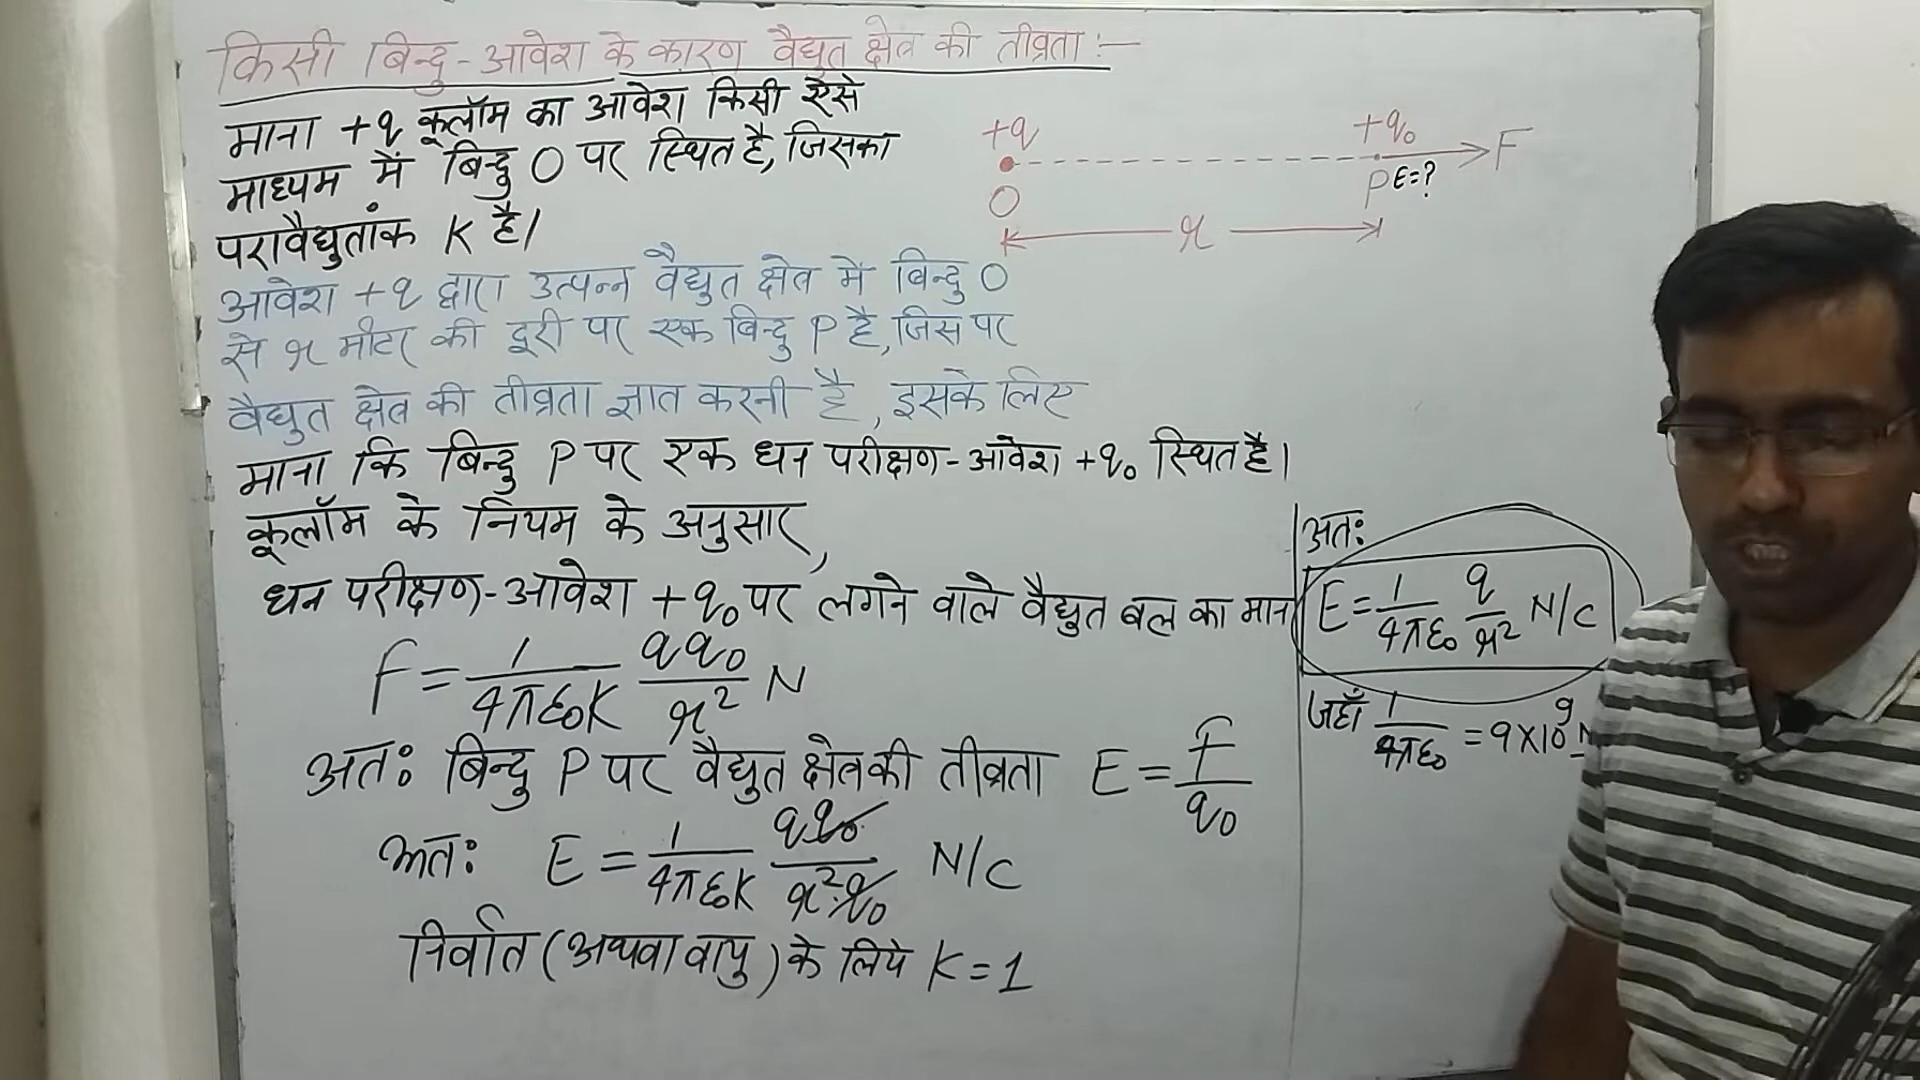 किसी बिन्दु-आवेश के कारण वैद्युत क्षेत्र की तीव्रता :—
माना +q कूलॉम का आवेश किसी ऐसे
माध्यम में बिन्दु O पर स्थित है, जिसका
परावैद्युतांक K है।
+q
+q₀
F
O
P E=?
r
आवेश +q द्वारा उत्पन्न वैद्युत क्षेत्र में बिन्दु O
से r मीटर की दूरी पर एक बिन्दु P है, जिस पर
वैद्युत क्षेत्र की तीव्रता ज्ञात करनी है, इसके लिए
माना कि बिन्दु P पर एक धन परीक्षण-आवेश +q₀ स्थित है।
कूलॉम के नियम के अनुसार,
धन परीक्षण-आवेश +q₀ पर लगने वाले वैद्युत बल का मान
F = 1/4πε₀K qq₀/r² N
अतः बिन्दु P पर वैद्युत क्षेत्र की तीव्रता E = F/q₀
अतः E = 1/4πε₀K qq₀/r².q₀ N/C
निर्वात (अथवा वायु) के लिये K = 1
अतः
E = 1/4πε₀ q/r² N/C
जहाँ 1/4πε₀ = 9×10⁹ N